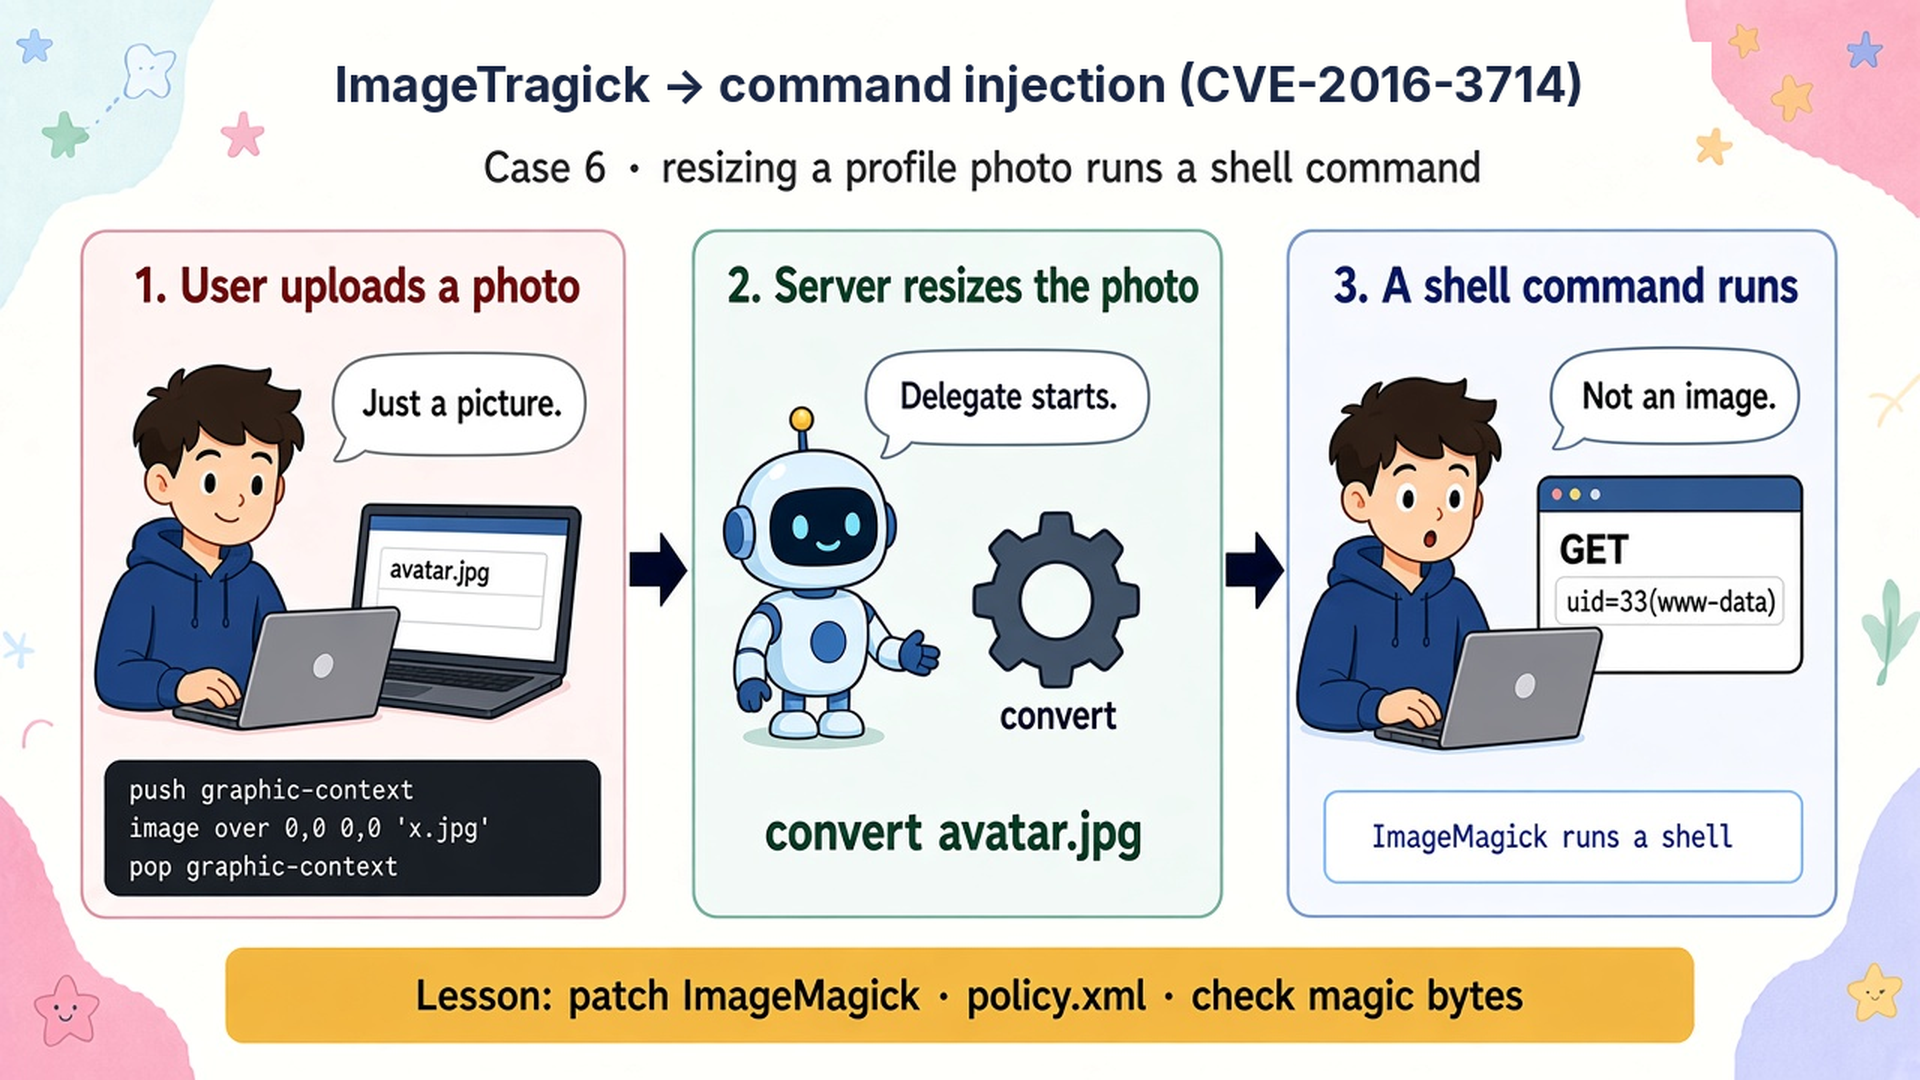 ImageTragick → command injection (CVE-2016-3714)
Case 6 · resizing a profile photo runs a shell command
1. User uploads a photo
Just a picture.
avatar.jpg
push graphic-context
image over 0,0 0,0 'x.jpg'
pop graphic-context
2. Server resizes the photo
Delegate starts.
convert
convert avatar.jpg
3. A shell command runs
Not an image.
GET
uid=33(www-data)
ImageMagick runs a shell
Lesson: patch ImageMagick · policy.xml · check magic bytes